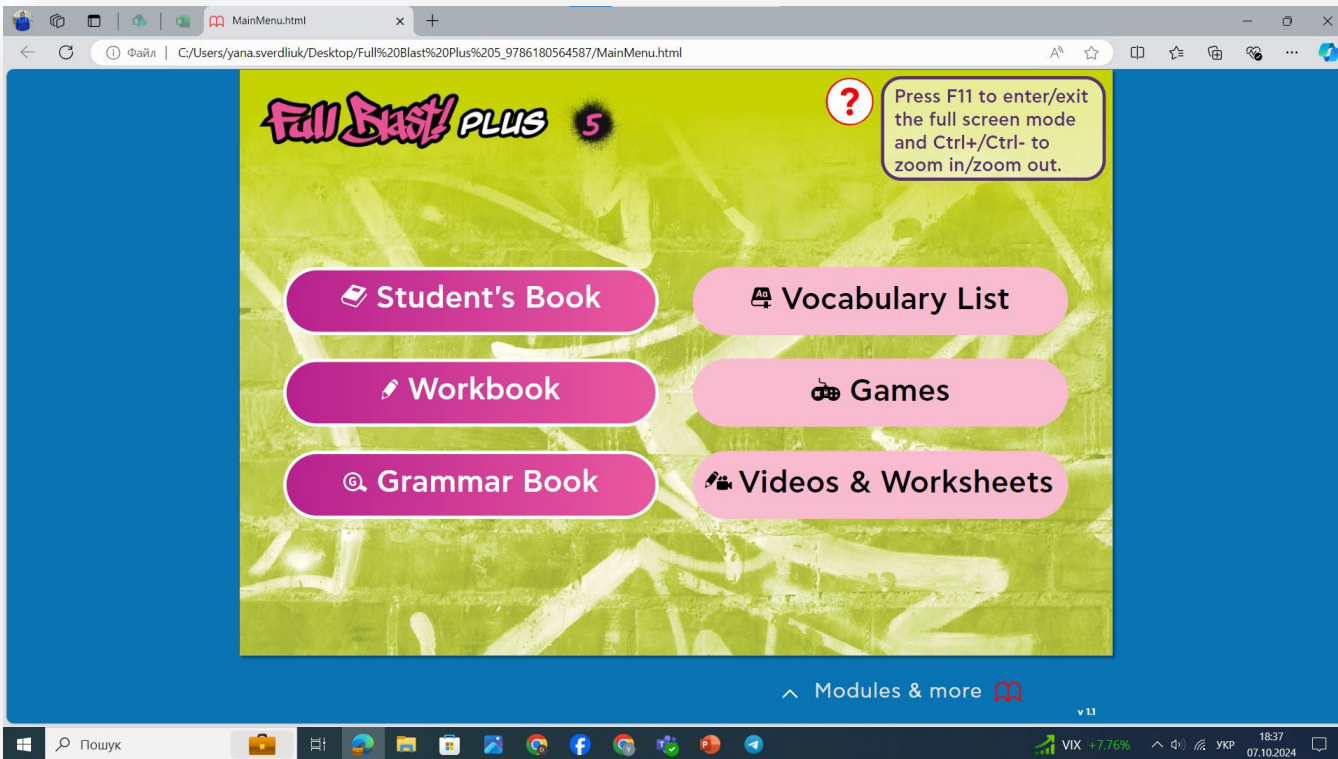 MainMenu.html
Файл
C:/Users/yana.sverdliuk/Desktop/Full%20Blast%20Plus%205_9786180564587/MainMenu.html
Full Blast! PLUS 5
?
Press F11 to enter/exit
the full screen mode
and Ctrl+/Ctrl- to
zoom in/zoom out.
Student's Book
Vocabulary List
Workbook
Games
Grammar Book
Videos & Worksheets
Modules & more
v 1.1
Пошук
VIX +7.76%
УКР
18:37
07.10.2024